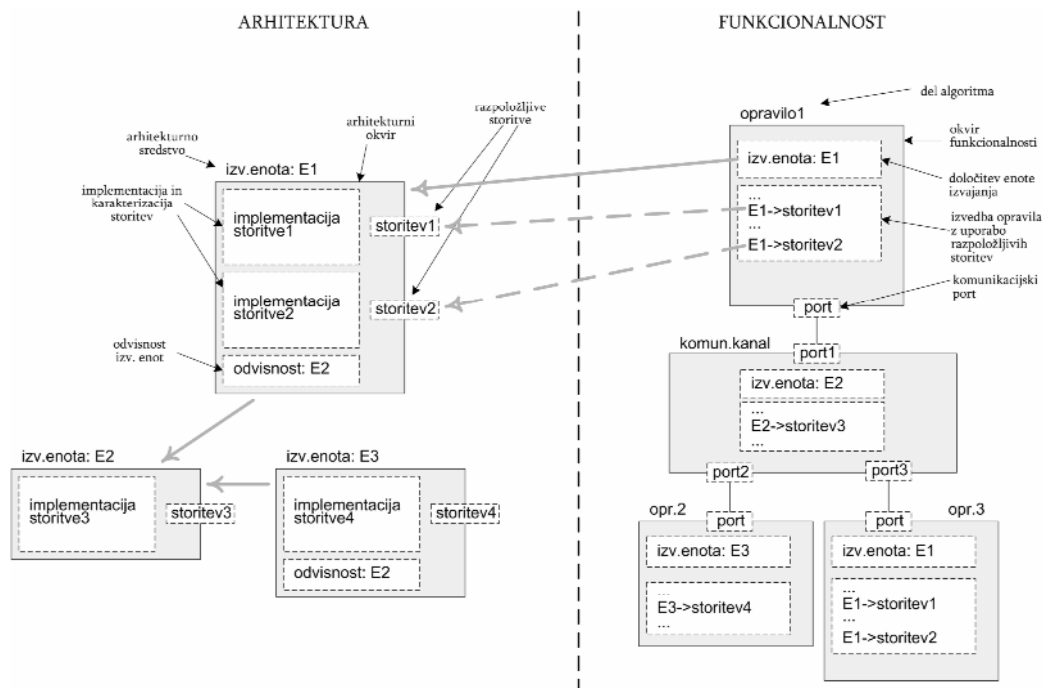 ARHITEKTURA
arhitekturno
sredstvo
arhitekturni
okvir
razpoložljive
storitve
izv.enota: E1
implementacija in
karakterizacija
storitev
implementacija
storitve1
storitev1
implementacija
storitve2
storitev2
odvisnost
izv. enot
odvisnost: E2
izv.enota: E2
implementacija
storitve3
storitev3
izv.enota: E3
implementacija
storitve4
storitev4
odvisnost: E2
FUNKCIONALNOST
del algoritma
opravilo1
okvir
funkcionalnosti
izv.enota: E1
določitev enote
izvajanja
...
E1->storitev1
...
E1->storitev2
izvedba opravila
z uporabo
razpoložljivih
storitev
komunikacijski
port
port
komun.kanal
port1
izv.enota: E2
...
E2->storitev3
...
port2
port3
opr.2
port
izv.enota: E3
...
E3->storitev4
...
port
opr.3
izv.enota: E1
...
E1->storitev1
...
E1->storitev2